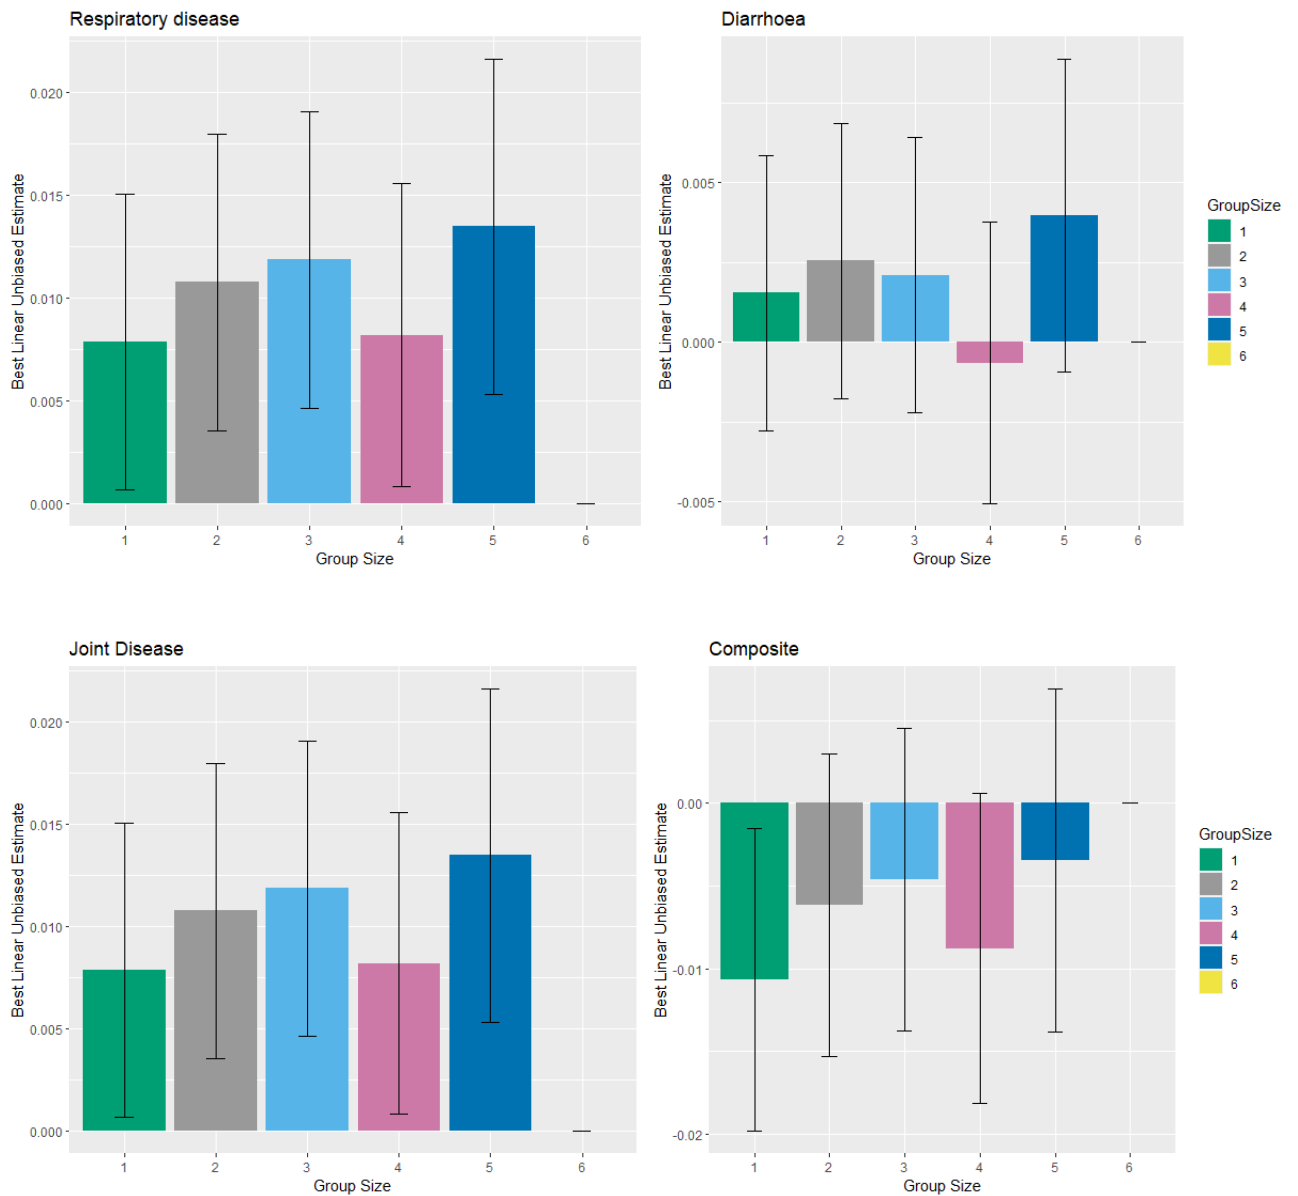 Respiratory disease
Best Linear Unbiased Estimate
0.020
0.015
0.010
0.005
0.000
1 2 3 4 5 6
Group Size
Diarrhoea
Best Linear Unbiased Estimate
0.005
0.000
-0.005
1 2 3 4 5 6
Group Size
GroupSize
1
2
3
4
5
6
Joint Disease
Best Linear Unbiased Estimate
0.020
0.015
0.010
0.005
0.000
1 2 3 4 5 6
Group Size
Composite
Best Linear Unbiased Estimate
0.00
-0.01
-0.02
1 2 3 4 5 6
Group Size
GroupSize
1
2
3
4
5
6